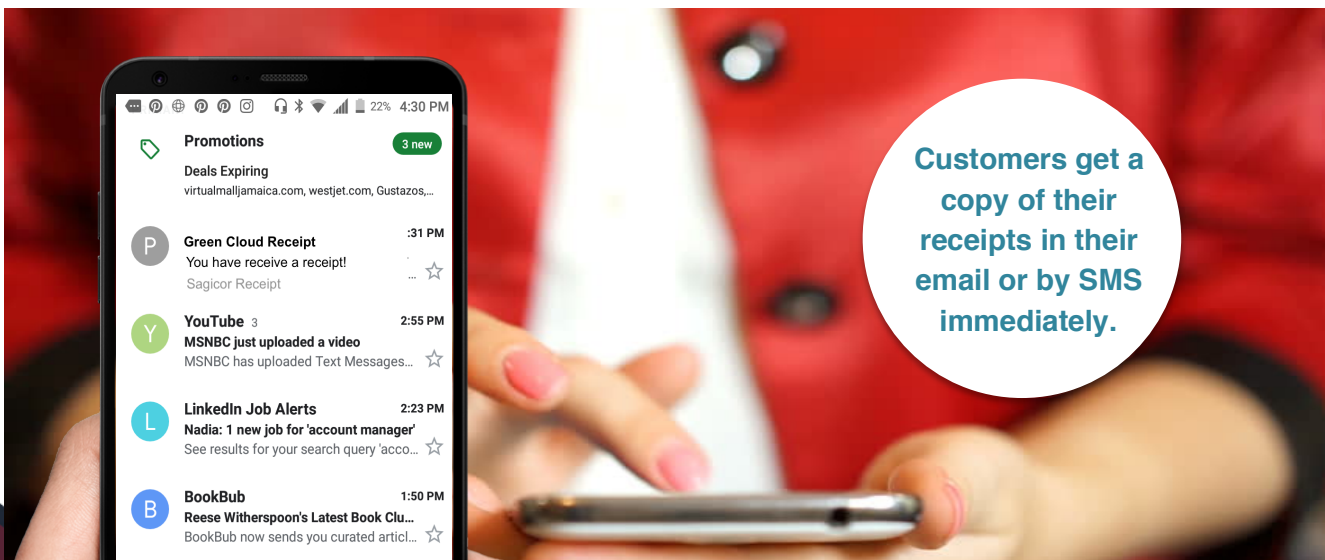 22% 4:30 PM
Promotions
3 new
Deals Expiring
virtualmalljamaica.com, westjet.com, Gustazos,...
P
:31 PM
Green Cloud Receipt
You have receive a receipt!
...
Sagicor Receipt
Y
YouTube 3 2:55 PM
MSNBC just uploaded a video
MSNBC has uploaded Text Messages...
L
LinkedIn Job Alerts 2:23 PM
Nadia: 1 new job for 'account manager'
See results for your search query 'acco...
B
BookBub 1:50 PM
Reese Witherspoon's Latest Book Clu...
BookBub now sends you curated articl...
Customers get a
copy of their
receipts in their
email or by SMS
immediately.